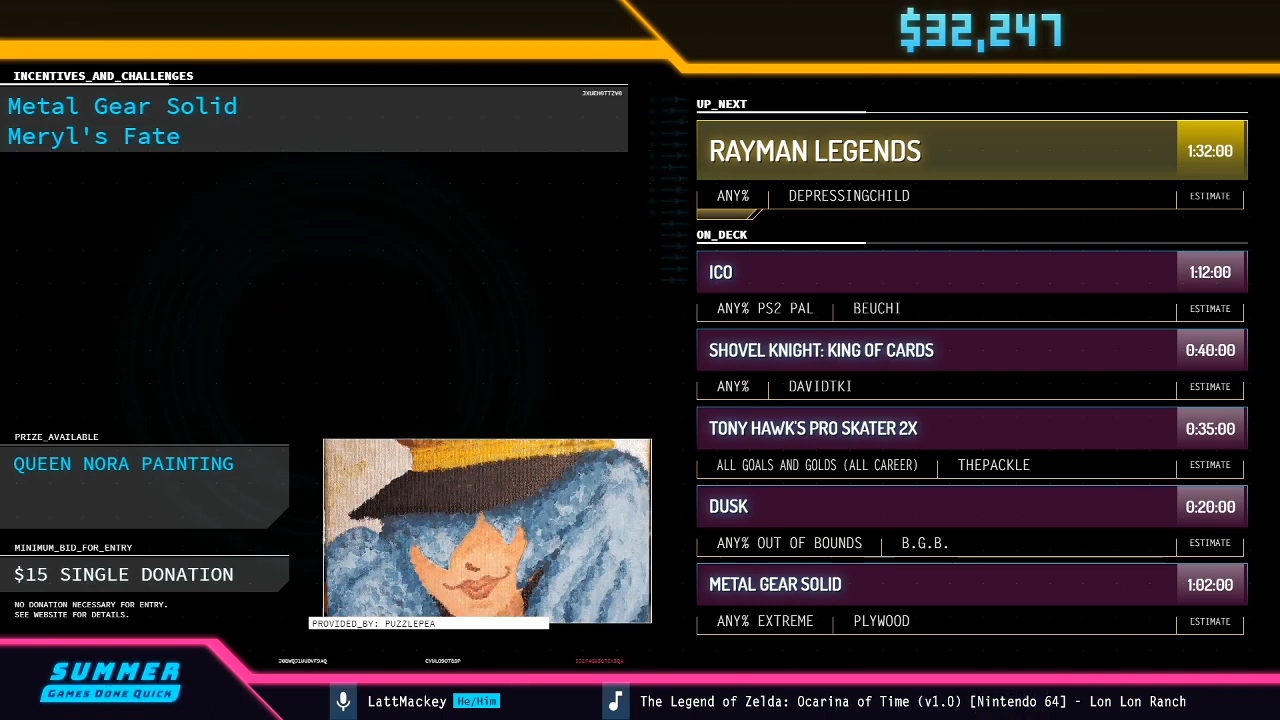 $32,247
INCENTIVES_AND_CHALLENGES
Metal Gear Solid
Meryl's Fate
UP_NEXT
RAYMAN LEGENDS
1:32:00
ANY%
DEPRESSINGCHILD
ESTIMATE
ON_DECK
ICO
1:12:00
ANY% PS2 PAL
BEUCHI
ESTIMATE
SHOVEL KNIGHT: KING OF CARDS
0:40:00
ANY%
DAVIDTKI
ESTIMATE
TONY HAWK'S PRO SKATER 2X
0:35:00
ALL GOALS AND GOLDS (ALL CAREER)
THEPACKLE
ESTIMATE
DUSK
0:20:00
ANY% OUT OF BOUNDS
B.G.B.
ESTIMATE
METAL GEAR SOLID
1:02:00
ANY% EXTREME
PLYWOOD
ESTIMATE
PRIZE_AVAILABLE
QUEEN NORA PAINTING
MINIMUM_BID_FOR_ENTRY
$15 SINGLE DONATION
NO DONATION NECESSARY FOR ENTRY.
SEE WEBSITE FOR DETAILS.
PROVIDED_BY: PUZZLEPEA
SUMMER
GAMES DONE QUICK
LattMackey He/Him
The Legend of Zelda: Ocarina of Time (v1.0) [Nintendo 64] - Lon Lon Ranch